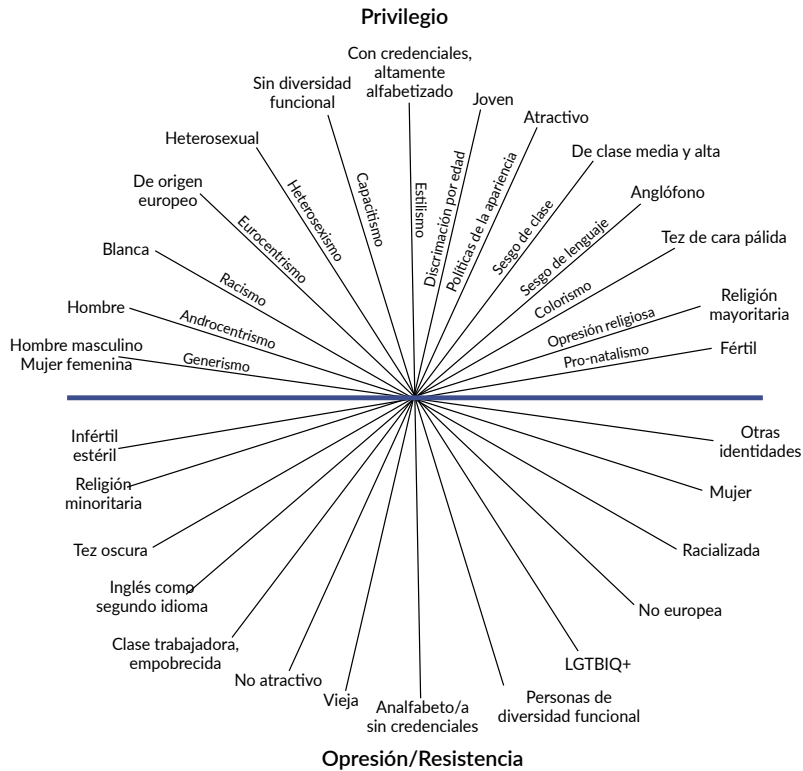 Privilegio
Con credenciales,
altamente
alfabetizado
Sin diversidad
funcional
Joven
Atractivo
Heterosexual
De clase media y alta
De origen
europeo
Anglófono
Blanca
Tez de cara pálida
Hombre
Religión
mayoritaria
Hombre masculino
Mujer femenina
Fértil
Generismo
Androcentrismo
Racismo
Eurocentrismo
Heterosexismo
Capacitismo
Estilismo
Discrimación por edad
Políticas de la apariencia
Sesgo de clase
Sesgo de lenguaje
Colorismo
Opresión religiosa
Pro-natalismo
Infértil
estéril
Otras
identidades
Religión
minoritaria
Mujer
Tez oscura
Racializada
Inglés como
segundo idioma
No europea
Clase trabajadora,
empobrecida
LGTBIQ+
No atractivo
Vieja
Analfabeto/a
sin credenciales
Personas de
diversidad funcional
Opresión/Resistencia